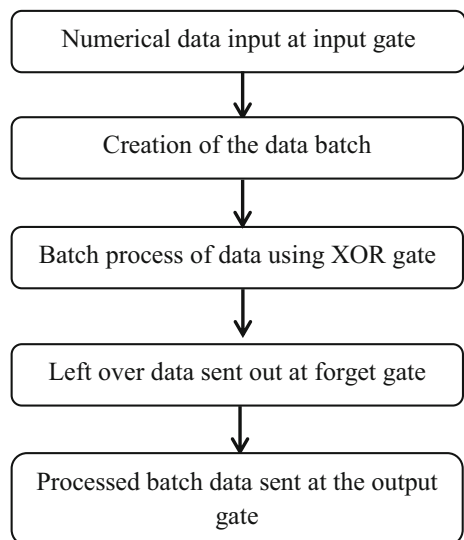 Numerical data input at input gate
Creation of the data batch
Batch process of data using XOR gate
Left over data sent out at forget gate
Processed batch data sent at the output
gate